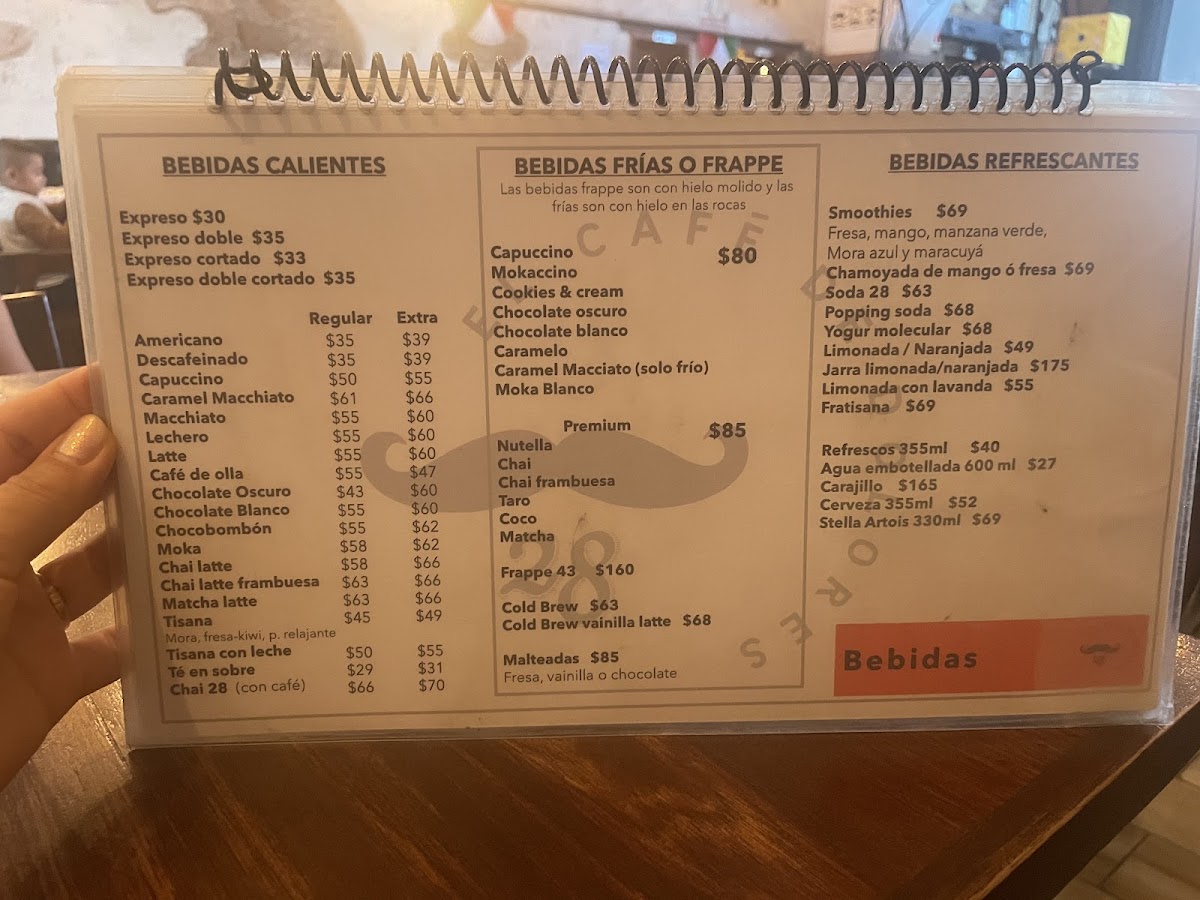 BEBIDAS CALIENTES
Expreso $30
Expreso doble $35
Expreso cortado $33
Expreso doble cortado $35
Regular Extra
Americano $35 $39
Descafeinado $35 $39
Capuccino $50 $55
Caramel Macchiato $61 $66
Macchiato $55 $60
Lechero $55 $60
Latte $55 $60
Café de olla $55 $47
Chocolate Oscuro $43 $60
Chocolate Blanco $55 $60
Chocobombón $55 $62
Moka $58 $62
Chai latte $58 $66
Chai latte frambuesa $63 $66
Matcha latte $63 $66
Tisana $45 $49
Mora, fresa-kiwi, p. relajante
Tisana con leche $50 $55
Té en sobre $29 $31
Chai 28 (con café) $66 $70
BEBIDAS FRÍAS O FRAPPE
Las bebidas frappe son con hielo molido y las
frías son con hielo en las rocas
Capuccino $80
Mokaccino
Cookies & cream
Chocolate oscuro
Chocolate blanco
Caramelo
Caramel Macciato (solo frío)
Moka Blanco
Premium $85
Nutella
Chai
Chai frambuesa
Taro
Coco
Matcha
Frappe 43 $160
Cold Brew $63
Cold Brew vainilla latte $68
Malteadas $85
Fresa, vainilla o chocolate
BEBIDAS REFRESCANTES
Smoothies $69
Fresa, mango, manzana verde,
Mora azul y maracuyá
Chamoyada de mango ó fresa $69
Soda 28 $63
Popping soda $68
Yogur molecular $68
Limonada / Naranjada $49
Jarra limonada/naranjada $175
Limonada con lavanda $55
Fratisana $69
Refrescos 355ml $40
Agua embotellada 600 ml $27
Carajillo $165
Cerveza 355ml $52
Stella Artois 330ml $69
Bebidas
EL CAFĒ
28